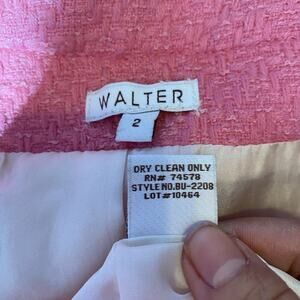 WALTER
2
DRY CLEAN ONLY
RN# 74578
STYLE NO.BU-2208
LOT#10464